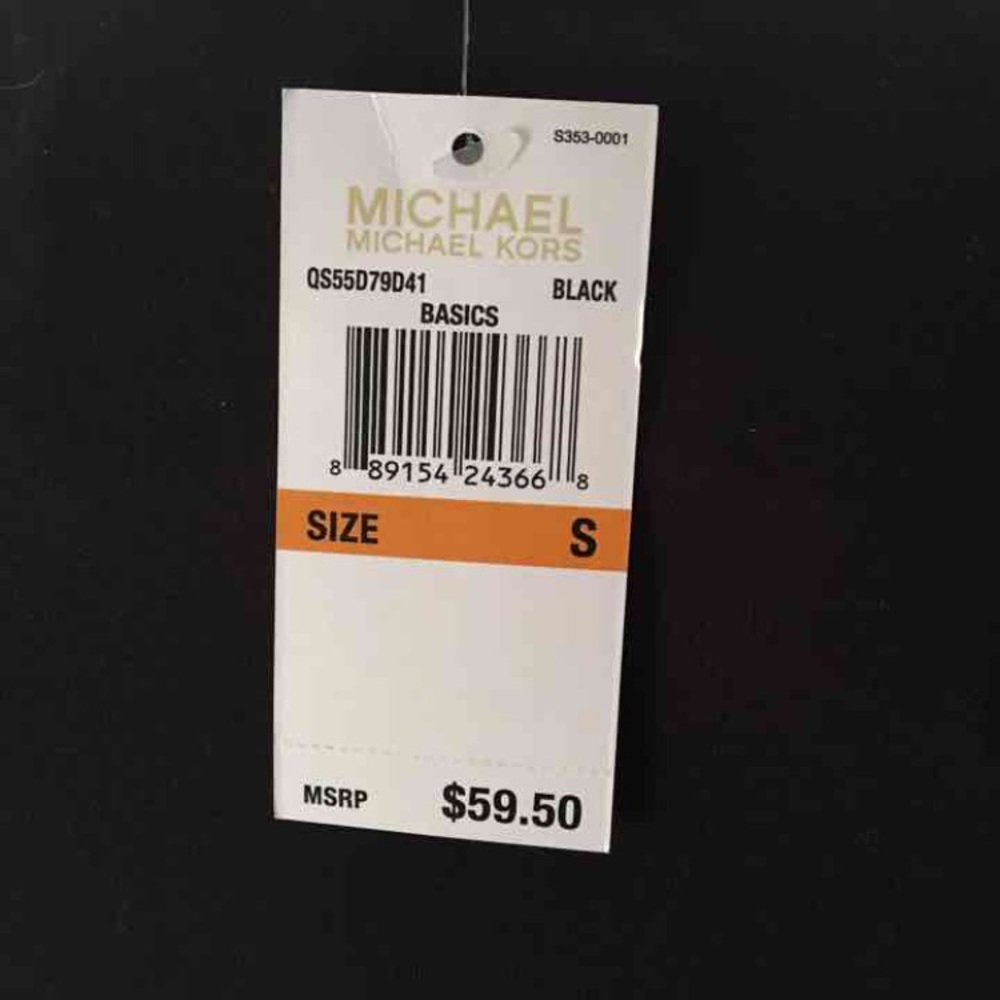 S353-0001
MICHAEL
MICHAEL KORS
QS55D79D41 BLACK
BASICS
8 89154 24366 8
SIZE S
MSRP $59.50